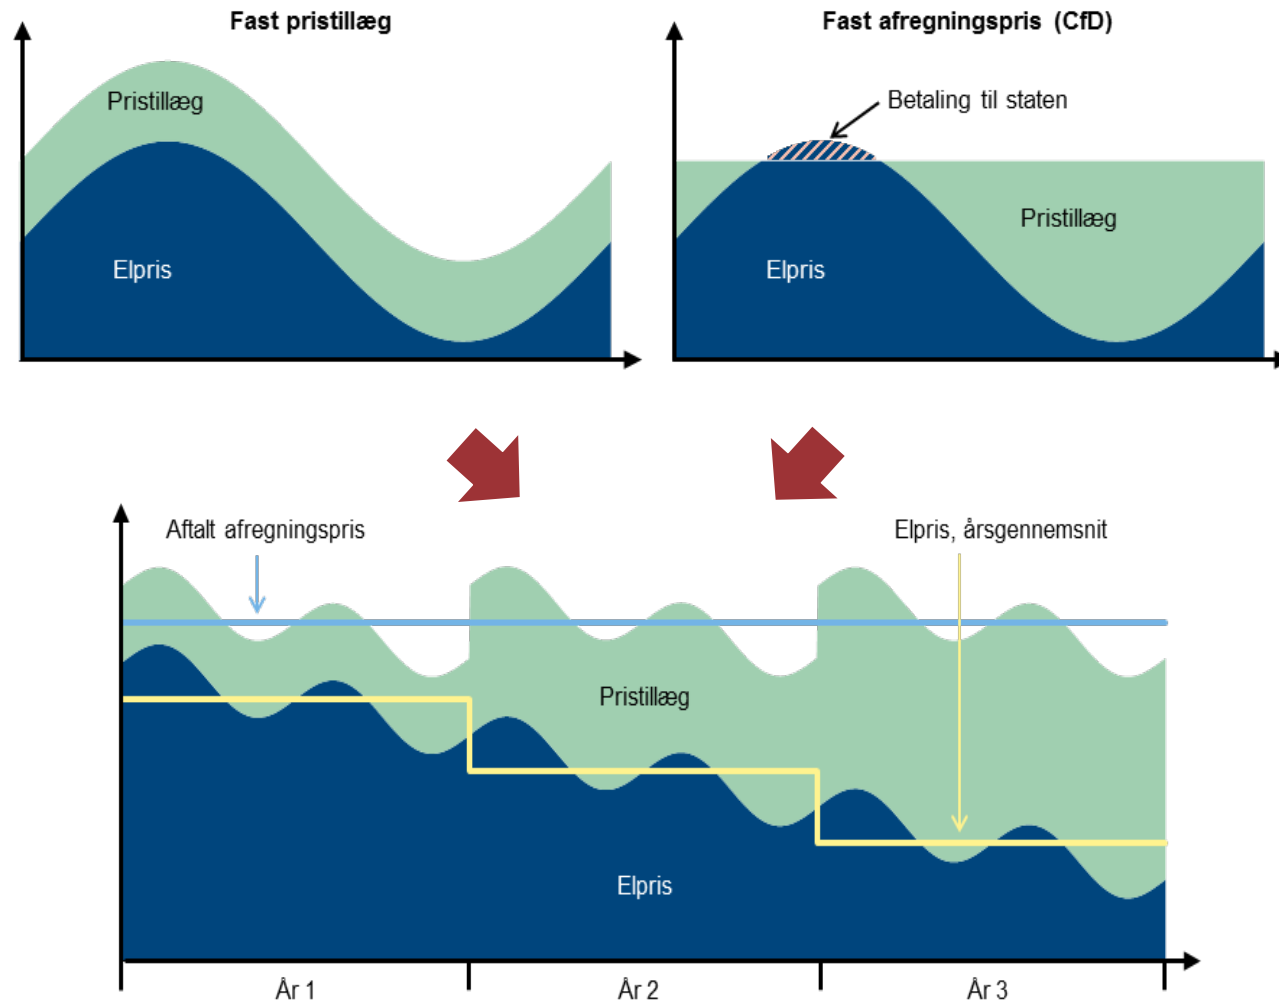 Fast pristillæg
Pristillæg
Elpris
Fast afregningspris (CfD)
Betaling til staten
Pristillæg
Elpris
Aftalt afregningspris
Elpris, årsgennemsnit
Pristillæg
Elpris
År 1
År 2
År 3